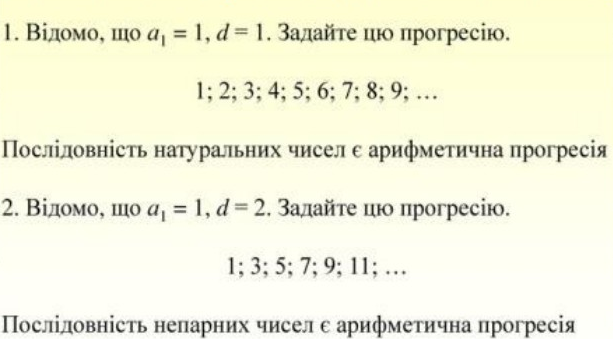 1. Відомо, що a₁ = 1, d = 1. Задайте цю прогресію.
1; 2; 3; 4; 5; 6; 7; 8; 9; …
Послідовність натуральних чисел є арифметична прогресія
2. Відомо, що a₁ = 1, d = 2. Задайте цю прогресію.
1; 3; 5; 7; 9; 11; …
Послідовність непарних чисел є арифметична прогресія